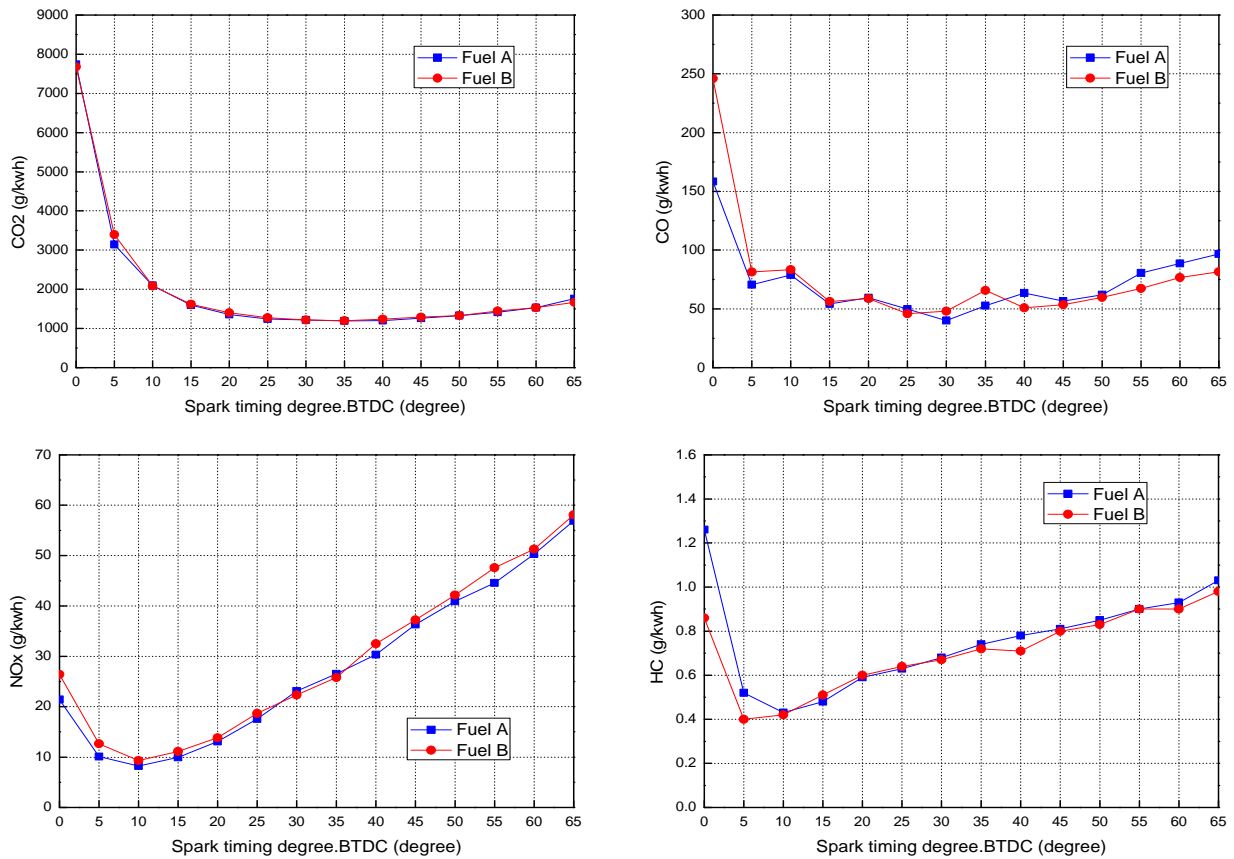 9000
8000
7000
6000
5000
4000
3000
2000
1000
0
CO2 (g/kwh)
Fuel A
Fuel B
0 5 10 15 20 25 30 35 40 45 50 55 60 65
Spark timing degree.BTDC (degree)
300
250
200
150
100
50
0
CO (g/kwh)
Fuel A
Fuel B
0 5 10 15 20 25 30 35 40 45 50 55 60 65
Spark timing degree.BTDC (degree)
70
60
50
40
30
20
10
0
NOx (g/kwh)
Fuel A
Fuel B
0 5 10 15 20 25 30 35 40 45 50 55 60 65
Spark timing degree.BTDC (degree)
1.6
1.4
1.2
1.0
0.8
0.6
0.4
0.2
0.0
HC (g/kwh)
Fuel A
Fuel B
0 5 10 15 20 25 30 35 40 45 50 55 60 65
Spark timing degree.BTDC (degree)